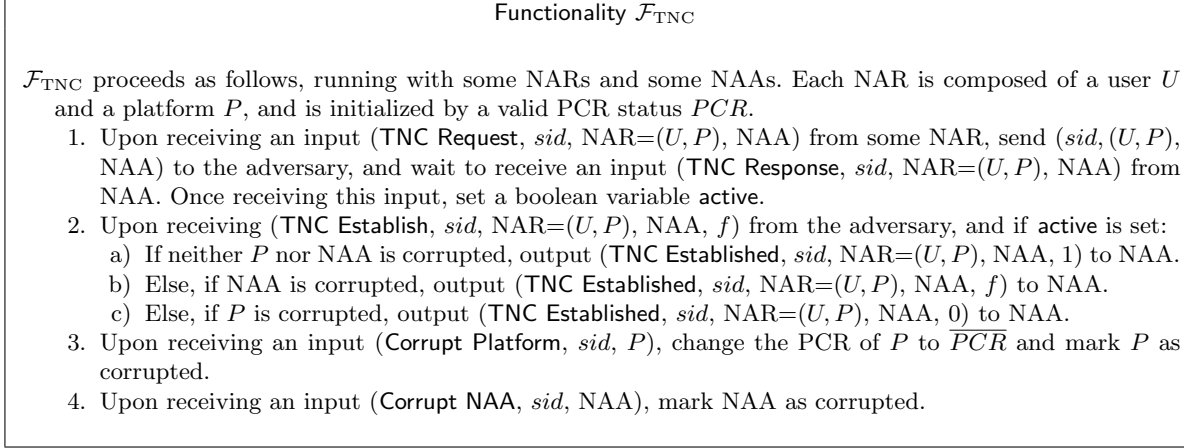 Functionality 𝓕TNC
𝓕TNC proceeds as follows, running with some NARs and some NAAs. Each NAR is composed of a user U
and a platform P, and is initialized by a valid PCR status PCR.
1. Upon receiving an input (TNC Request, sid, NAR=(U, P), NAA) from some NAR, send (sid, (U, P),
NAA) to the adversary, and wait to receive an input (TNC Response, sid, NAR=(U, P), NAA) from
NAA. Once receiving this input, set a boolean variable active.
2. Upon receiving (TNC Establish, sid, NAR=(U, P), NAA, f) from the adversary, and if active is set:
a) If neither P nor NAA is corrupted, output (TNC Established, sid, NAR=(U, P), NAA, 1) to NAA.
b) Else, if NAA is corrupted, output (TNC Established, sid, NAR=(U, P), NAA, f) to NAA.
c) Else, if P is corrupted, output (TNC Established, sid, NAR=(U, P), NAA, 0) to NAA.
3. Upon receiving an input (Corrupt Platform, sid, P), change the PCR of P to P̅C̅R̅ and mark P as
corrupted.
4. Upon receiving an input (Corrupt NAA, sid, NAA), mark NAA as corrupted.